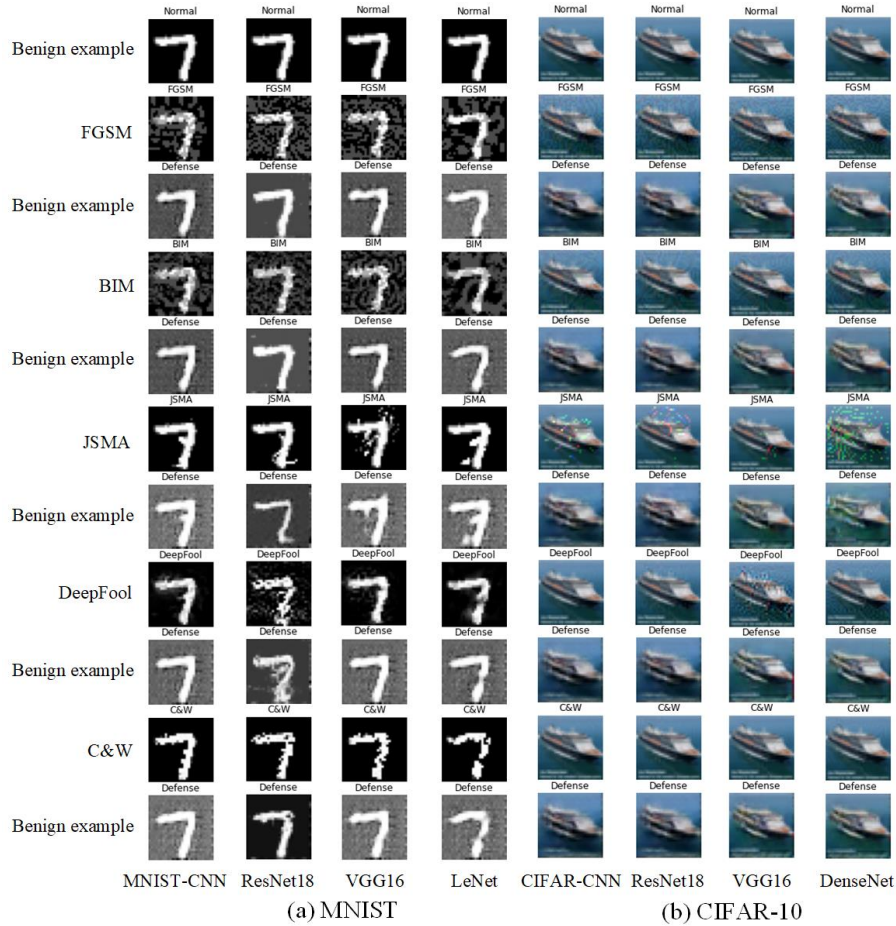 Normal Normal Normal Normal Normal Normal Normal Normal
Benign example
FGSM FGSM FGSM FGSM FGSM FGSM FGSM FGSM
FGSM
Defense Defense Defense Defense Defense Defense Defense Defense
Benign example
BIM BIM BIM BIM BIM BIM BIM BIM
BIM
Defense Defense Defense Defense Defense Defense Defense Defense
Benign example
JSMA JSMA JSMA JSMA JSMA JSMA JSMA JSMA
JSMA
Defense Defense Defense Defense Defense Defense Defense Defense
Benign example
DeepFool DeepFool DeepFool DeepFool DeepFool DeepFool DeepFool DeepFool
DeepFool
Defense Defense Defense Defense Defense Defense Defense Defense
Benign example
C&W C&W C&W C&W C&W C&W C&W C&W
C&W
Defense Defense Defense Defense Defense Defense Defense Defense
Benign example
MNIST-CNN ResNet18 VGG16 LeNet CIFAR-CNN ResNet18 VGG16 DenseNet
(a) MNIST (b) CIFAR-10